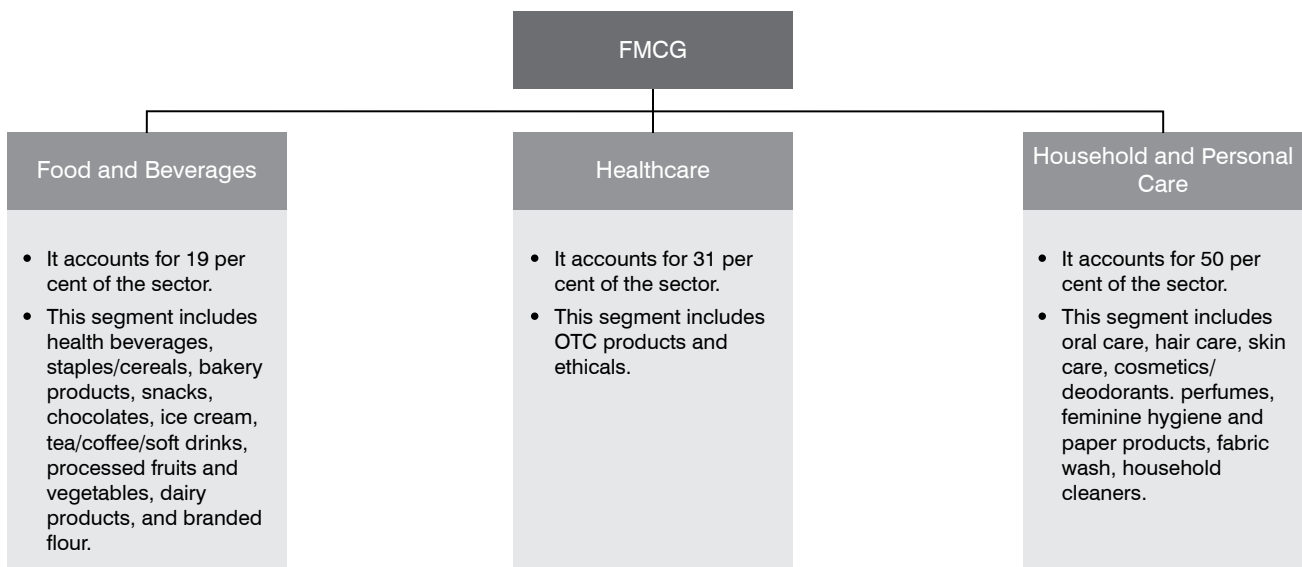 FMCG
Food and Beverages
• It accounts for 19 per
cent of the sector.
• This segment includes
health beverages,
staples/cereals, bakery
products, snacks,
chocolates, ice cream,
tea/coffee/soft drinks,
processed fruits and
vegetables, dairy
products, and branded
flour.
Healthcare
• It accounts for 31 per
cent of the sector.
• This segment includes
OTC products and
ethicals.
Household and Personal
Care
• It accounts for 50 per
cent of the sector.
• This segment includes
oral care, hair care, skin
care, cosmetics/
deodorants. perfumes,
feminine hygiene and
paper products, fabric
wash, household
cleaners.